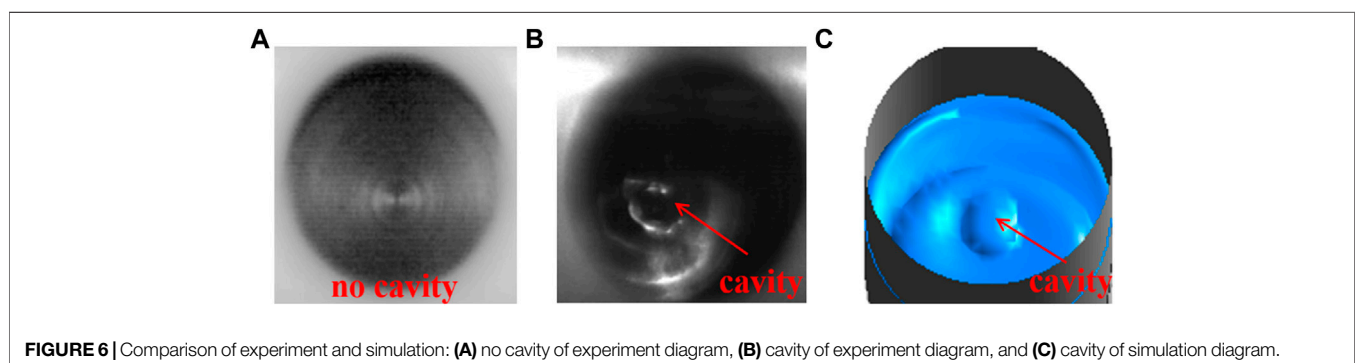 A
B
C
no cavity
cavity
cavity
FIGURE 6 | Comparison of experiment and simulation: (A) no cavity of experiment diagram, (B) cavity of experiment diagram, and (C) cavity of simulation diagram.